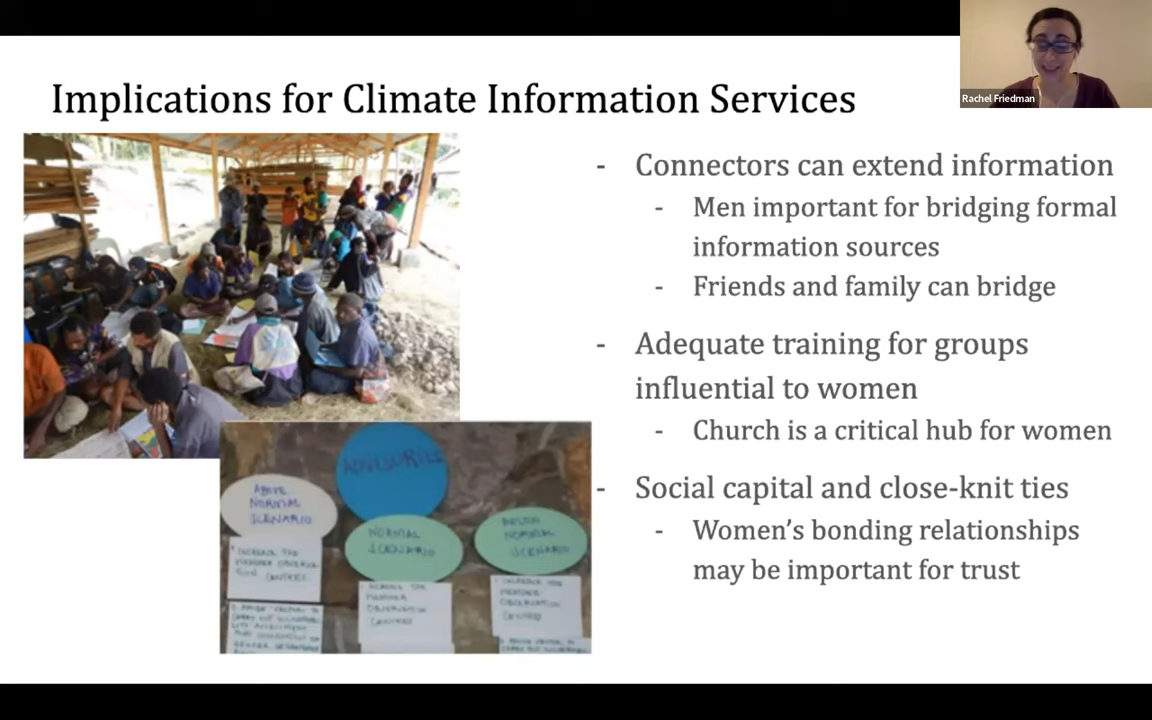 Rachel Friedman
Implications for Climate Information Services
- Connectors can extend information
- Men important for bridging formal
information sources
- Friends and family can bridge
- Adequate training for groups
influential to women
- Church is a critical hub for women
- Social capital and close-knit ties
- Women's bonding relationships
may be important for trust
ADVISORIES
ABOVE
NORMAL
SCENARIO
NORMAL
SCENARIO
NORMAL
SCENARIO
INCREASE THE